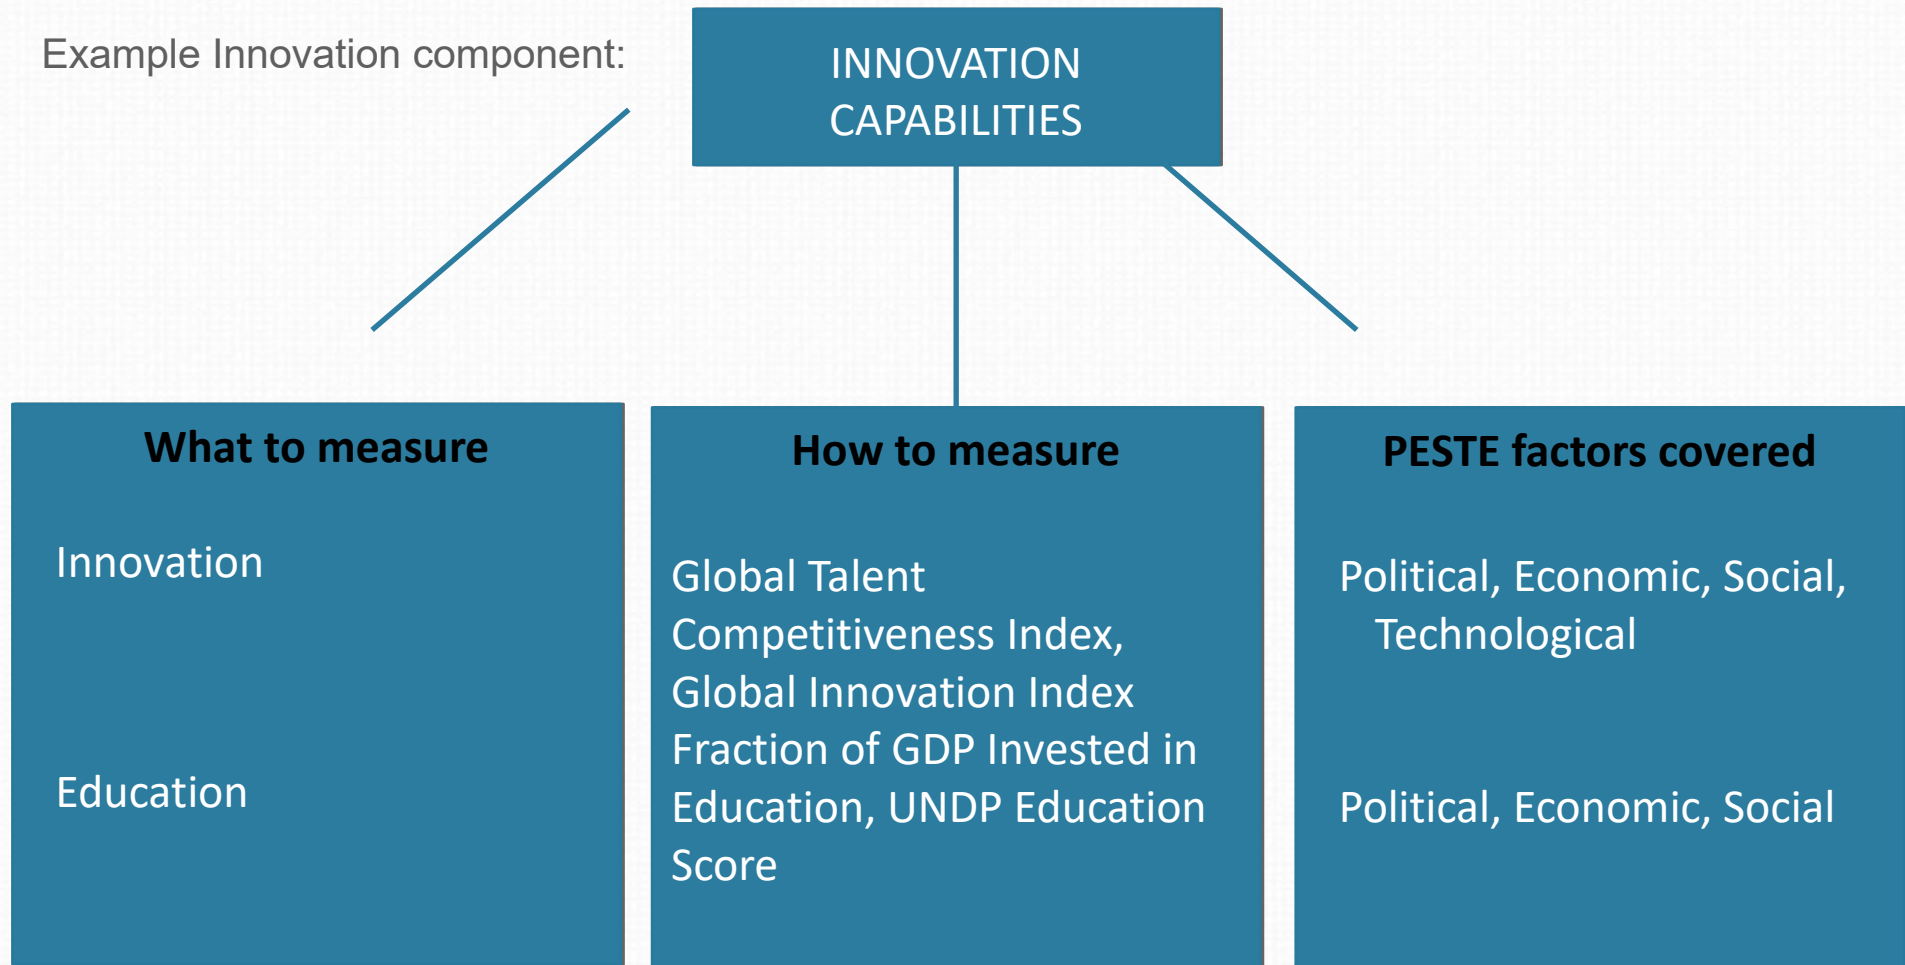 Example Innovation component:
INNOVATION
CAPABILITIES
What to measure
Innovation
Education
How to measure
Global Talent
Competitiveness Index,
Global Innovation Index
Fraction of GDP Invested in
Education, UNDP Education
Score
PESTE factors covered
Political, Economic, Social,
Technological
Political, Economic, Social